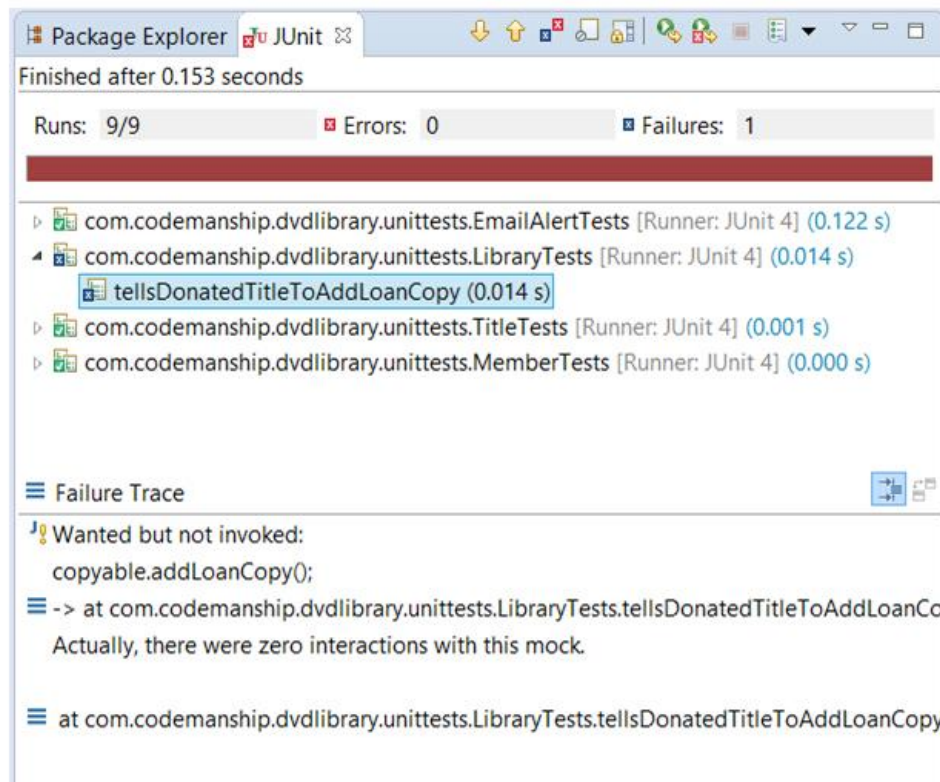 Package Explorer JUnit
Finished after 0.153 seconds
Runs: 9/9 Errors: 0 Failures: 1
com.codemanship.dvdlibrary.unittests.EmailAlertTests [Runner: JUnit 4] (0.122 s)
com.codemanship.dvdlibrary.unittests.LibraryTests [Runner: JUnit 4] (0.014 s)
tellsDonatedTitleToAddLoanCopy (0.014 s)
com.codemanship.dvdlibrary.unittests.TitleTests [Runner: JUnit 4] (0.001 s)
com.codemanship.dvdlibrary.unittests.MemberTests [Runner: JUnit 4] (0.000 s)
Failure Trace
Wanted but not invoked:
copyable.addLoanCopy();
-> at com.codemanship.dvdlibrary.unittests.LibraryTests.tellsDonatedTitleToAddLoanCo
Actually, there were zero interactions with this mock.
at com.codemanship.dvdlibrary.unittests.LibraryTests.tellsDonatedTitleToAddLoanCopy